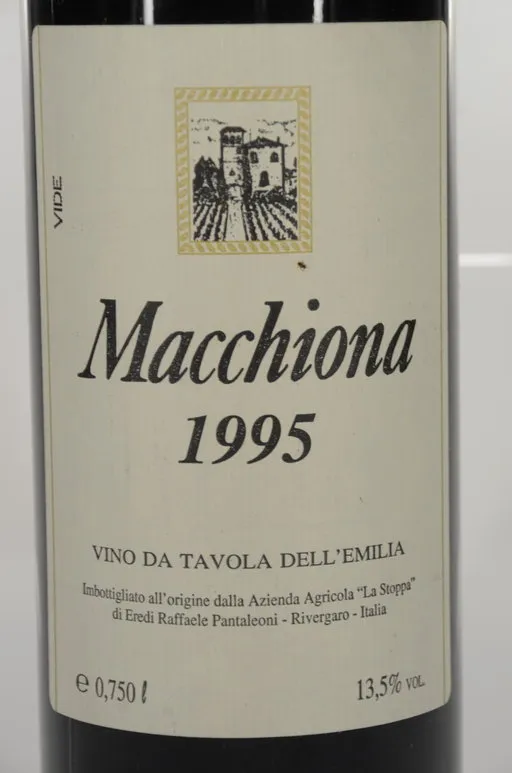 VIDE
Macchiona
1995
VINO DA TAVOLA DELL'EMILIA
Imbottigliato all'origine dalla Azienda Agricola "La Stoppa"
di Eredi Raffaele Pantaleoni - Rivergaro - Italia
e 0,750 l
13,5% VOL.